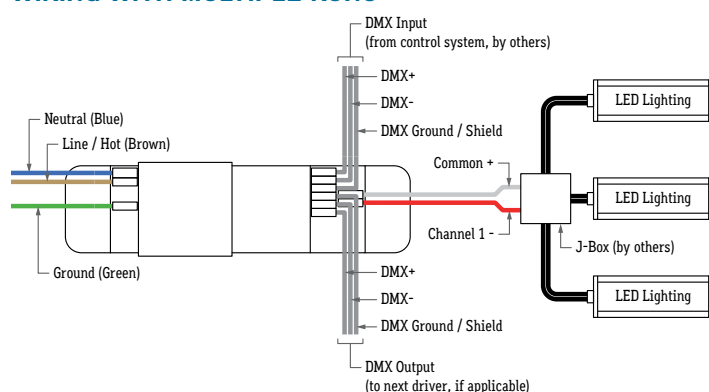 DMX Input
(from control system, by others)
DMX+
DMX-
DMX Ground / Shield
Neutral (Blue)
Line / Hot (Brown)
Ground (Green)
Common +
Channel 1 -
LED Lighting
LED Lighting
J-Box (by others)
LED Lighting
DMX+
DMX-
DMX Ground / Shield
DMX Output
(to next driver, if applicable)